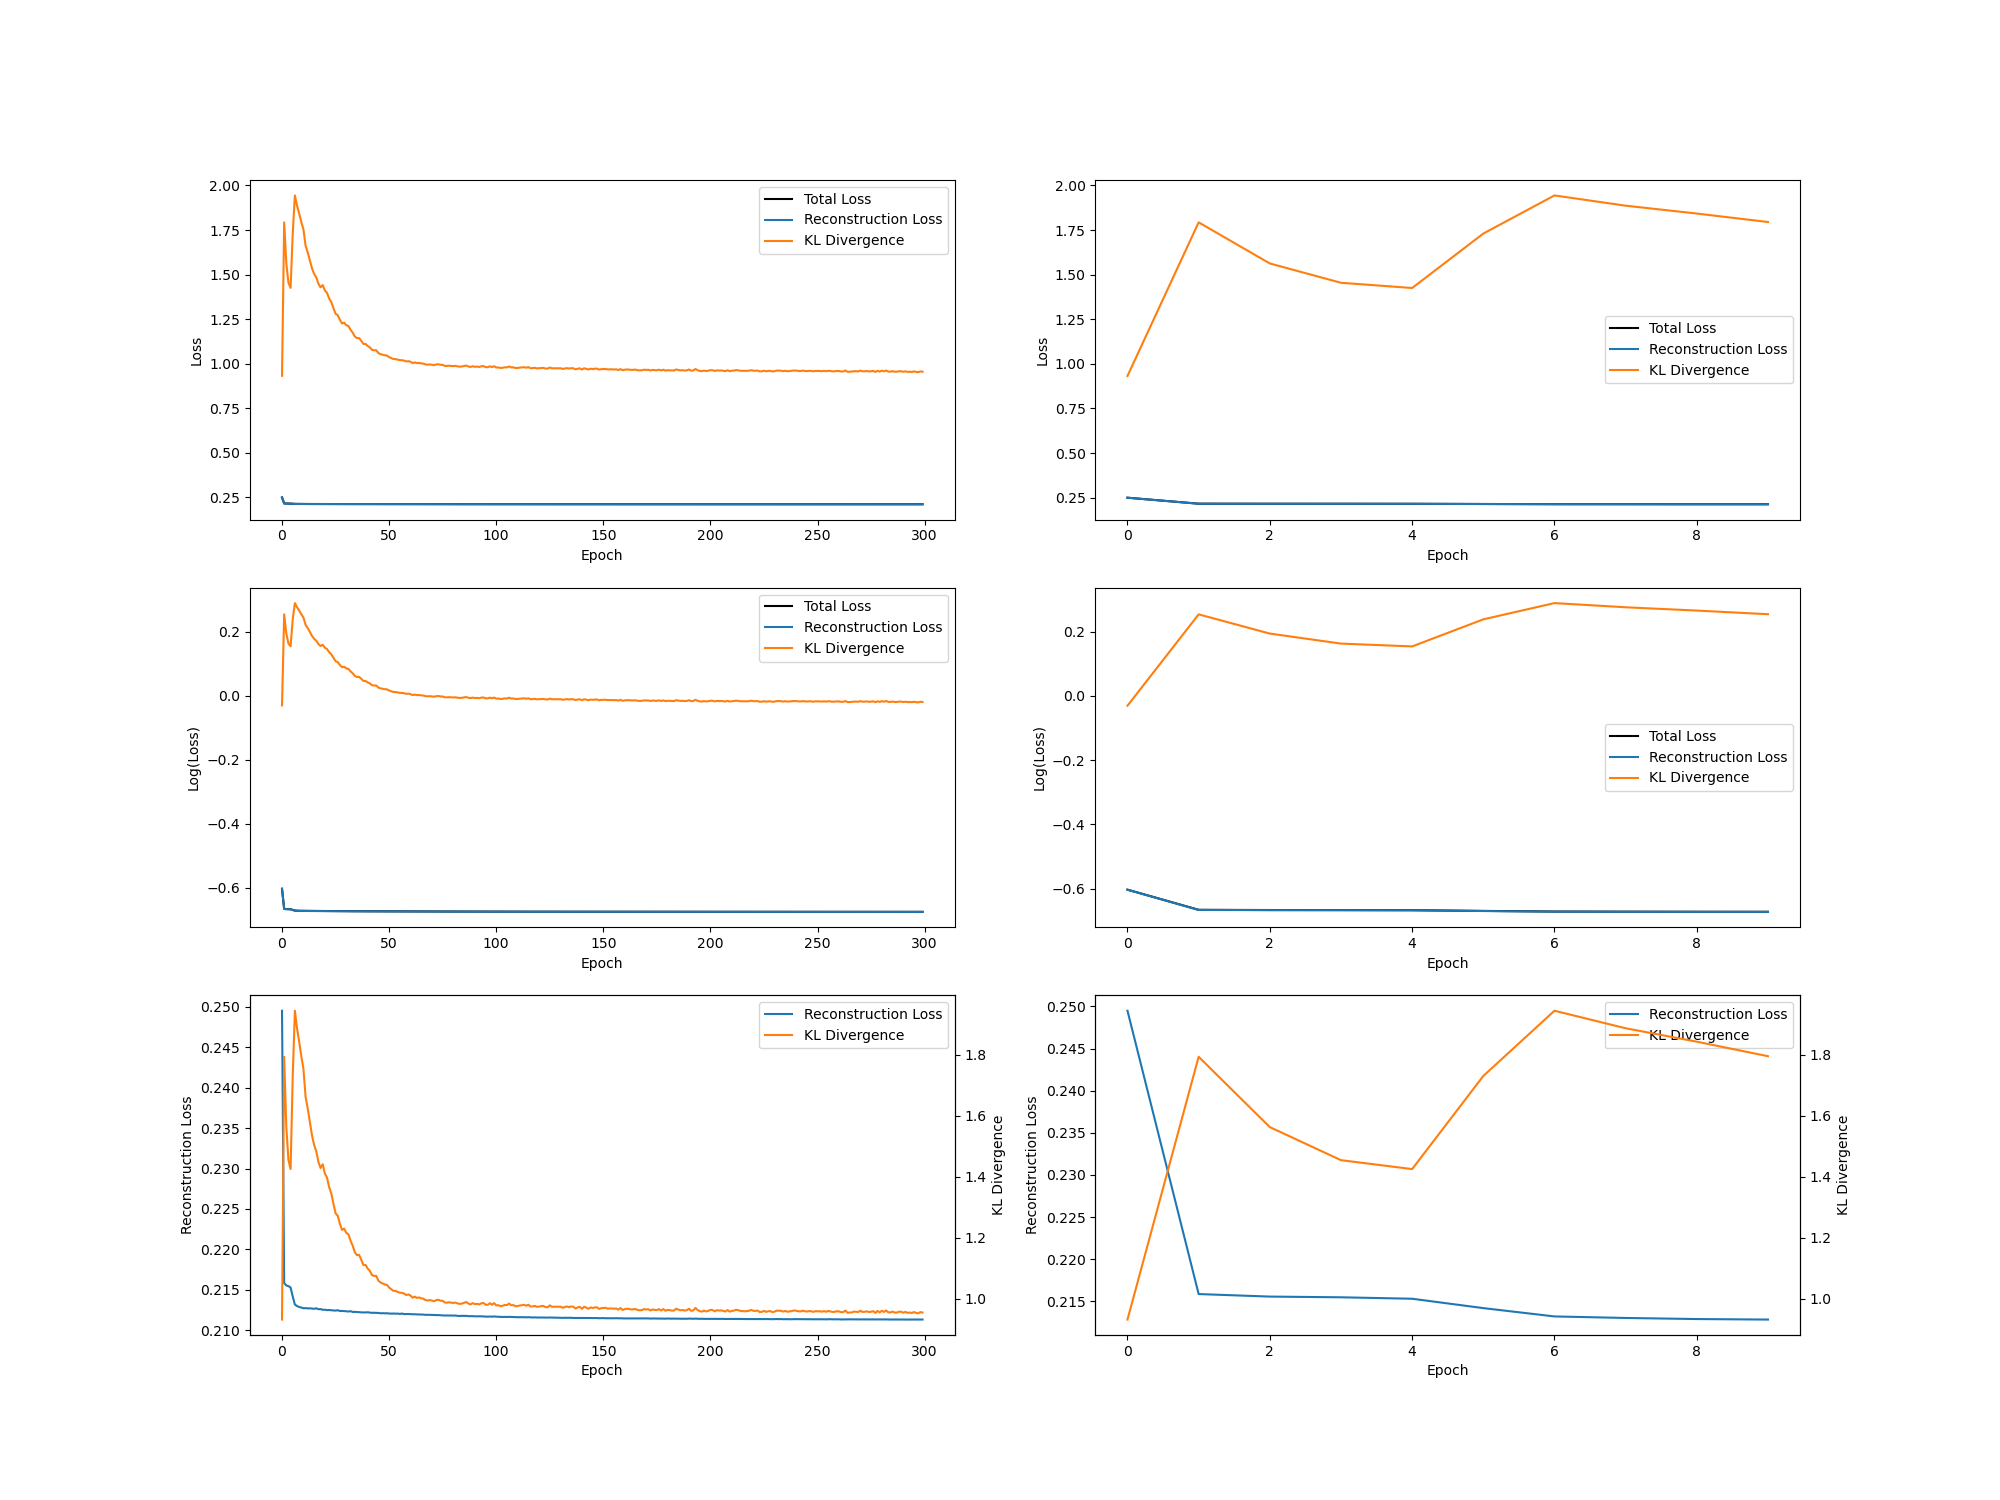 2.00
1.75
1.50
1.25
1.00
0.75
0.50
0.25
Loss
0 50 100 150 200 250 300
Epoch
Total Loss
Reconstruction Loss
KL Divergence
2.00
1.75
1.50
1.25
1.00
0.75
0.50
0.25
Loss
0 2 4 6 8
Epoch
Total Loss
Reconstruction Loss
KL Divergence
0.2
0.0
−0.2
−0.4
−0.6
Log(Loss)
0 50 100 150 200 250 300
Epoch
Total Loss
Reconstruction Loss
KL Divergence
0.2
0.0
−0.2
−0.4
−0.6
Log(Loss)
0 2 4 6 8
Epoch
Total Loss
Reconstruction Loss
KL Divergence
0.250
0.245
0.240
0.235
0.230
0.225
0.220
0.215
0.210
Reconstruction Loss
0 50 100 150 200 250 300
Epoch
Reconstruction Loss
KL Divergence
1.8
1.6
1.4
1.2
1.0
KL Divergence
0.250
0.245
0.240
0.235
0.230
0.225
0.220
0.215
Reconstruction Loss
0 2 4 6 8
Epoch
Reconstruction Loss
KL Divergence
1.8
1.6
1.4
1.2
1.0
KL Divergence